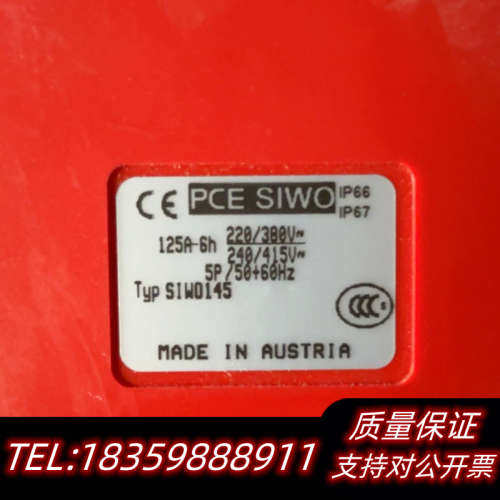 CE PCE SIWO IP66
IP67
125A-6h 220/380V~
240/415V~
5P/50+60Hz
Typ SIWO145
CCC S
MADE IN AUSTRIA
质量保证
TEL:18359888911 支持对公开票